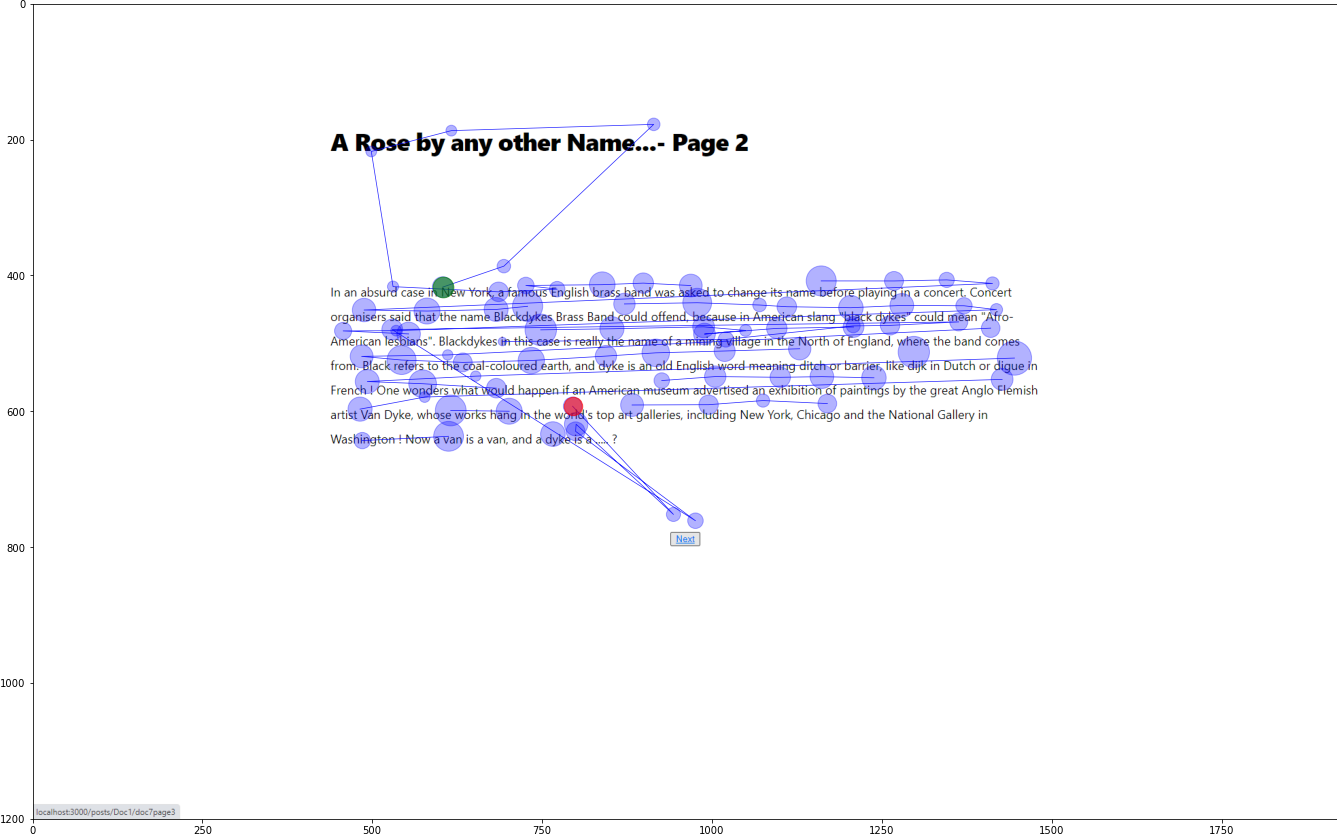 A Rose by any other Name...- Page 2
In an absurd case in New York, a famous English brass band was asked to change its name before playing in a concert. Concert
organisers said that the name Blackdykes Brass Band could offend, because in American slang "black dykes" could mean "Afro-
American lesbians". Blackdykes in this case is really the name of a mining village in the North of England, where the band comes
from. Black refers to the coal-coloured earth, and dyke is an old English word meaning ditch or barrier, like dijk in Dutch or digue in
French ! One wonders what would happen if an American museum advertised an exhibition of paintings by the great Anglo Flemish
artist Van Dyke, whose works hang in the world's top art galleries, including New York, Chicago and the National Gallery in
Washington ! Now a van is a van, and a dyke is a ..... ?
Next
localhost:3000/posts/Doc1/doc7page3
0
200
400
600
800
1000
1200
0 250 500 750 1000 1250 1500 1750